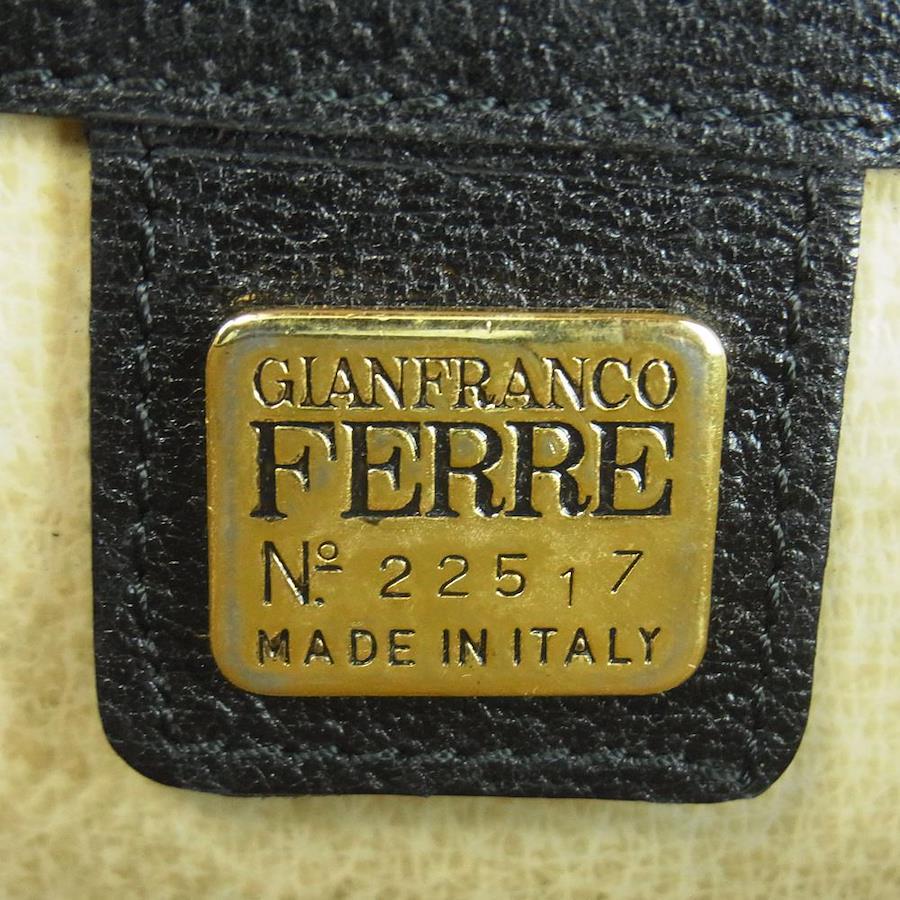 GIANFRANCO
FERRE
Nº. 22517
MADE IN ITALY